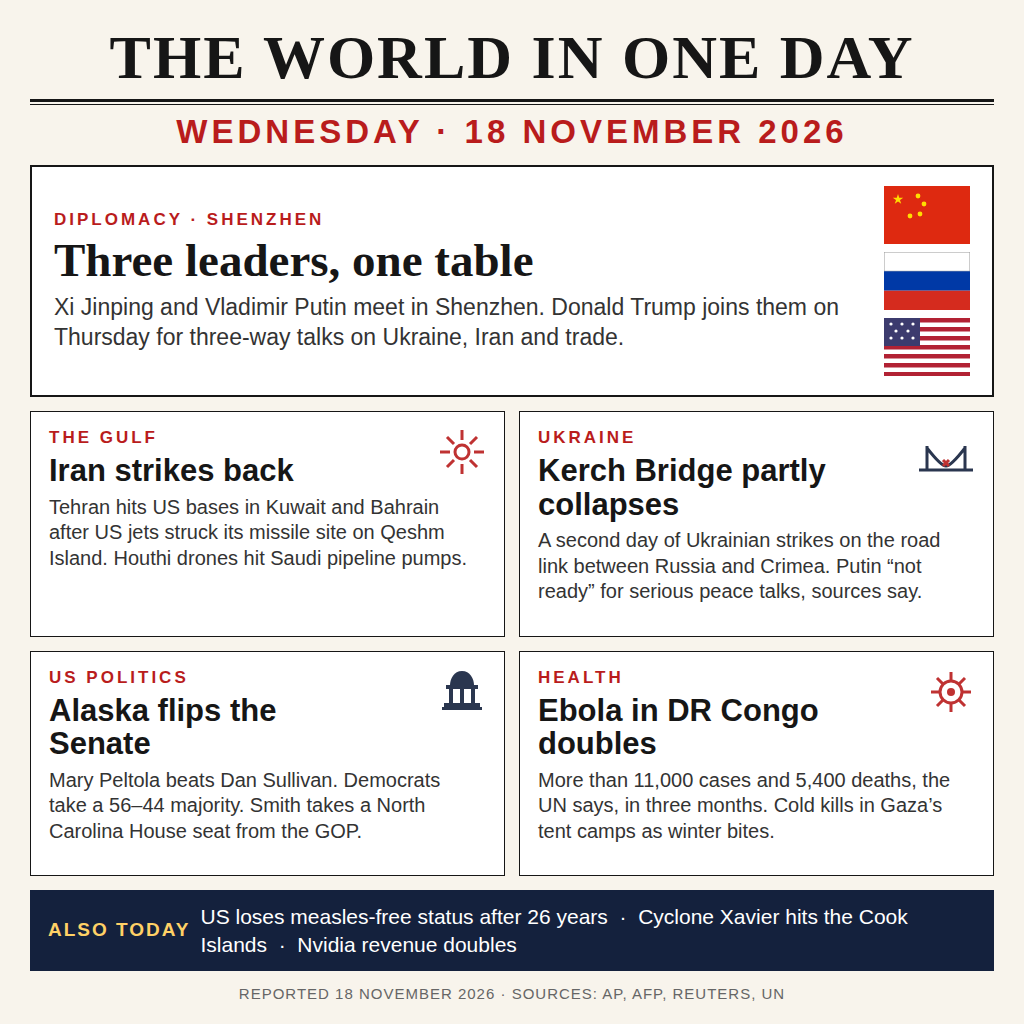 THE WORLD IN ONE DAY
WEDNESDAY · 18 NOVEMBER 2026
DIPLOMACY · SHENZHEN
Three leaders, one table
Xi Jinping and Vladimir Putin meet in Shenzhen. Donald Trump joins them on
Thursday for three-way talks on Ukraine, Iran and trade.
THE GULF
Iran strikes back
Tehran hits US bases in Kuwait and Bahrain
after US jets struck its missile site on Qeshm
Island. Houthi drones hit Saudi pipeline pumps.
UKRAINE
Kerch Bridge partly
collapses
A second day of Ukrainian strikes on the road
link between Russia and Crimea. Putin “not
ready” for serious peace talks, sources say.
US POLITICS
Alaska flips the
Senate
Mary Peltola beats Dan Sullivan. Democrats
take a 56–44 majority. Smith takes a North
Carolina House seat from the GOP.
HEALTH
Ebola in DR Congo
doubles
More than 11,000 cases and 5,400 deaths, the
UN says, in three months. Cold kills in Gaza’s
tent camps as winter bites.
ALSO TODAY
US loses measles-free status after 26 years · Cyclone Xavier hits the Cook
Islands · Nvidia revenue doubles
REPORTED 18 NOVEMBER 2026 · SOURCES: AP, AFP, REUTERS, UN